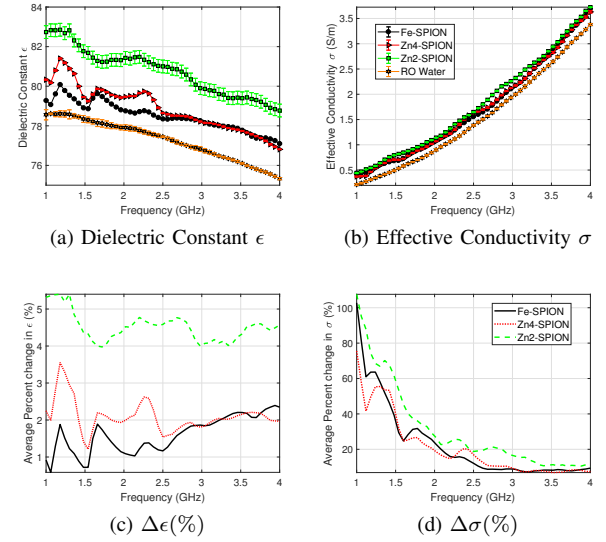 84
82
80
78
76
Dielectric Constant ϵ
1
1.5
2
2.5
3
3.5
4
Frequency (GHz)
(a) Dielectric Constant ϵ
3.5
3
2.5
2
1.5
1
0.5
Effective Conductivity σ (S/m)
Fe-SPION
Zn4-SPION
Zn2-SPION
RO Water
1
1.5
2
2.5
3
3.5
4
Frequency (GHz)
(b) Effective Conductivity σ
5
4
3
2
1
Average Percent change in ϵ (%)
1
1.5
2
2.5
3
3.5
4
Frequency (GHz)
(c) Δϵ(%)
100
80
60
40
20
Average Percent change in σ (%)
Fe-SPION
Zn4-SPION
Zn2-SPION
1
1.5
2
2.5
3
3.5
4
Frequency (GHz)
(d) Δσ(%)